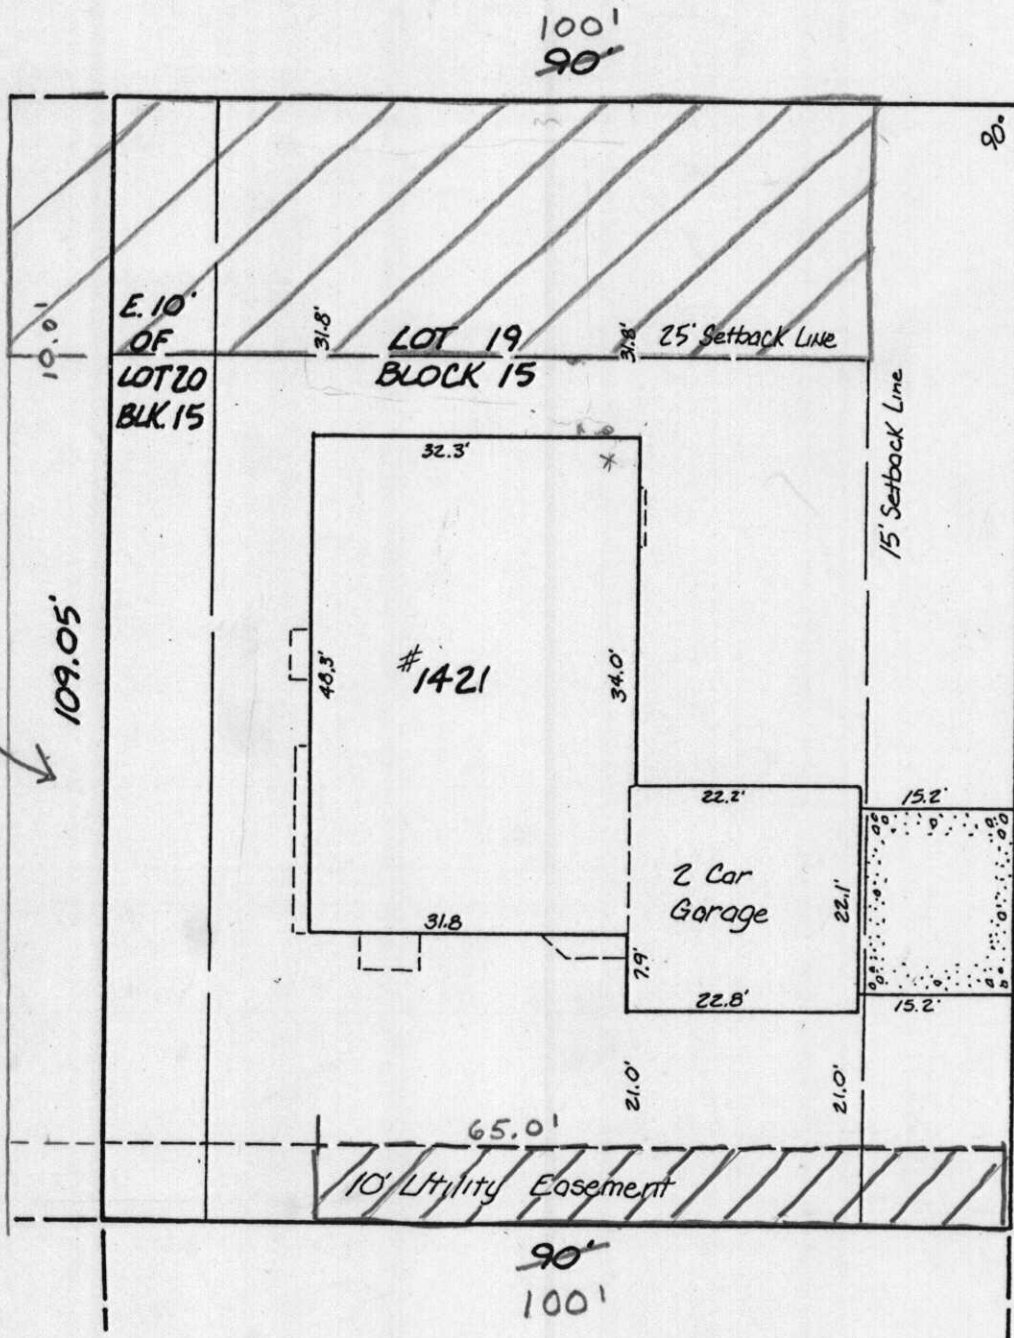 100'
90'
90°
10.0'
E. 10'
OF
LOT 20
BLK. 15
31.8'
LOT 19
BLOCK 15
31.8'
25' Setback Line
15' Setback Line
32.3'
109.05'
48.3'
#1421
34.0'
22.2'
15.2'
2 Car
Garage
22.1'
31.8
7.9'
22.8'
15.2'
21.0'
21.0'
65.0'
10' Utility Easement
90'
100'